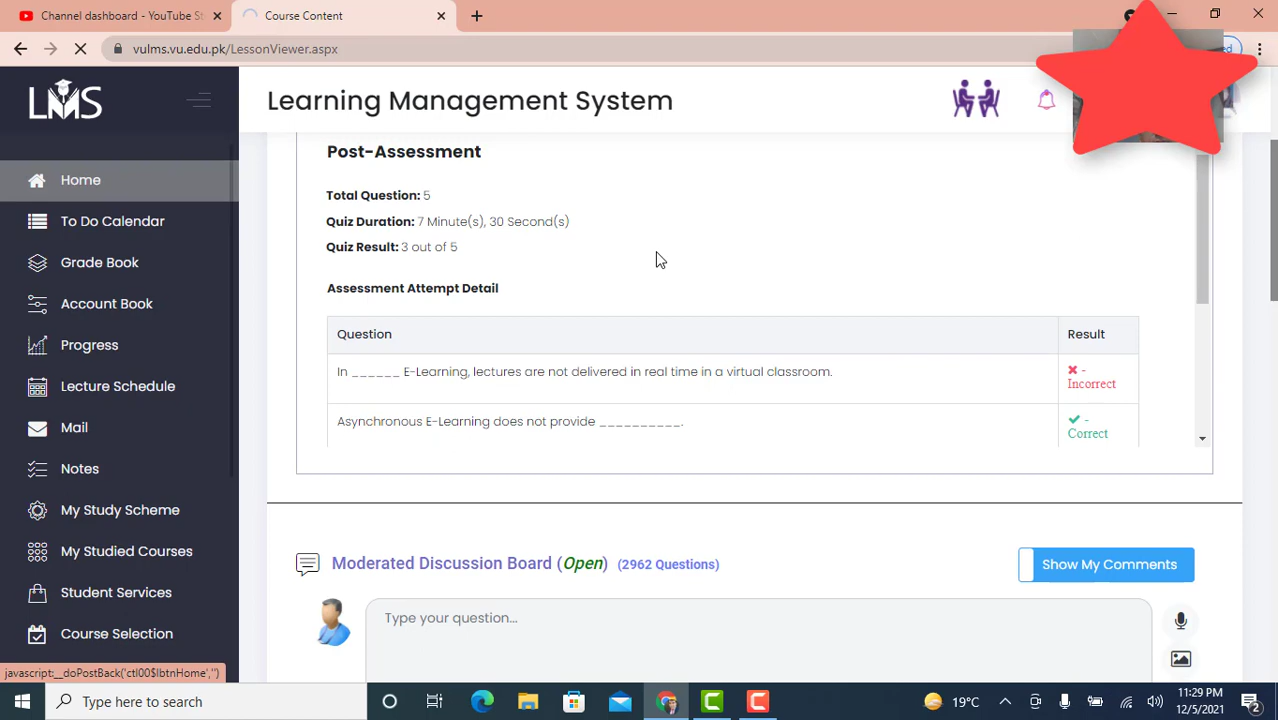 Channel dashboard - YouTube St
Course Content
vulms.vu.edu.pk/LessonViewer.aspx
LMS
Learning Management System
Home
To Do Calendar
Grade Book
Account Book
Progress
Lecture Schedule
Mail
Notes
My Study Scheme
My Studied Courses
Student Services
Course Selection
Post-Assessment
Total Question: 5
Quiz Duration: 7 Minute(s), 30 Second(s)
Quiz Result: 3 out of 5
Assessment Attempt Detail
Question Result
In ______ E-Learning, lectures are not delivered in real time in a virtual classroom. ✖ - Incorrect
Asynchronous E-Learning does not provide __________. ✔ - Correct
Moderated Discussion Board (Open) (2962 Questions)
Show My Comments
Type your question...
javascript:__doPostBack('ctl00$lbtnHome','')
Type here to search
19°C
11:29 PM
12/5/2021
2